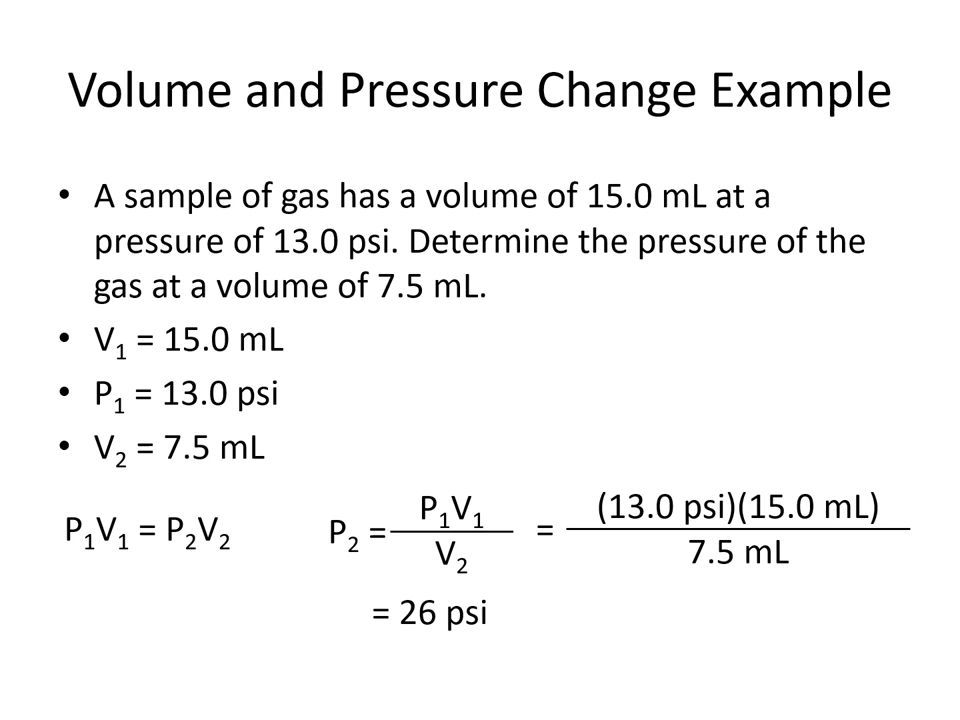 Volume and Pressure Change Example
• A sample of gas has a volume of 15.0 mL at a
pressure of 13.0 psi. Determine the pressure of the
gas at a volume of 7.5 mL.
• V₁ = 15.0 mL
• P₁ = 13.0 psi
• V₂ = 7.5 mL
P₁V₁ = P₂V₂
P₂ = P₁V₁ / V₂ = (13.0 psi)(15.0 mL) / 7.5 mL
= 26 psi